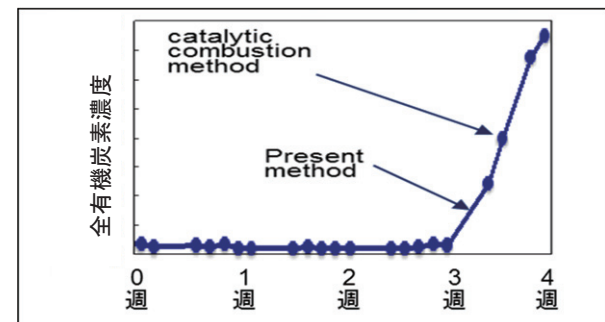 catalytic
combustion
method
Present
method
全有機炭素濃度
0 1 2 3 4
週 週 週 週 週